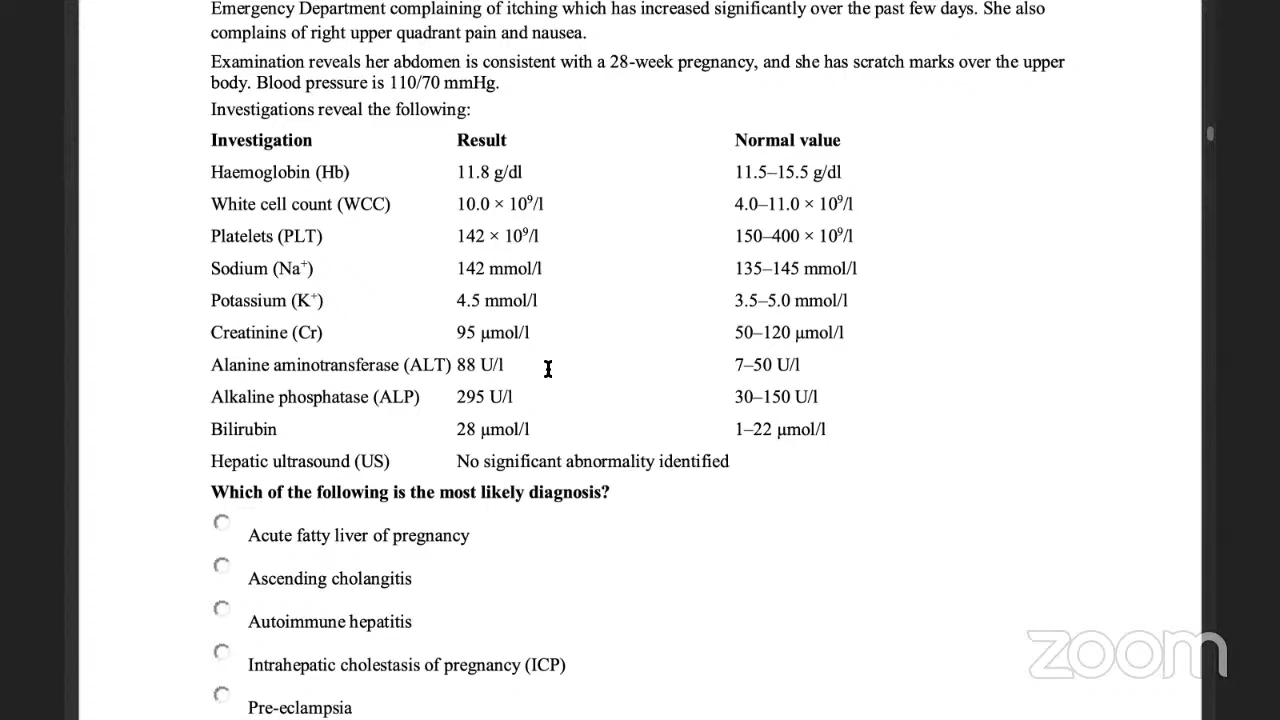 Emergency Department complaining of itching which has increased significantly over the past few days. She also
complains of right upper quadrant pain and nausea.
Examination reveals her abdomen is consistent with a 28-week pregnancy, and she has scratch marks over the upper
body. Blood pressure is 110/70 mmHg.
Investigations reveal the following:
Investigation Result Normal value
Haemoglobin (Hb) 11.8 g/dl 11.5–15.5 g/dl
White cell count (WCC) 10.0 × 10⁹/l 4.0–11.0 × 10⁹/l
Platelets (PLT) 142 × 10⁹/l 150–400 × 10⁹/l
Sodium (Na⁺) 142 mmol/l 135–145 mmol/l
Potassium (K⁺) 4.5 mmol/l 3.5–5.0 mmol/l
Creatinine (Cr) 95 µmol/l 50–120 µmol/l
Alanine aminotransferase (ALT) 88 U/l 7–50 U/l
Alkaline phosphatase (ALP) 295 U/l 30–150 U/l
Bilirubin 28 µmol/l 1–22 µmol/l
Hepatic ultrasound (US) No significant abnormality identified
Which of the following is the most likely diagnosis?
Acute fatty liver of pregnancy
Ascending cholangitis
Autoimmune hepatitis
Intrahepatic cholestasis of pregnancy (ICP)
Pre-eclampsia
zoom